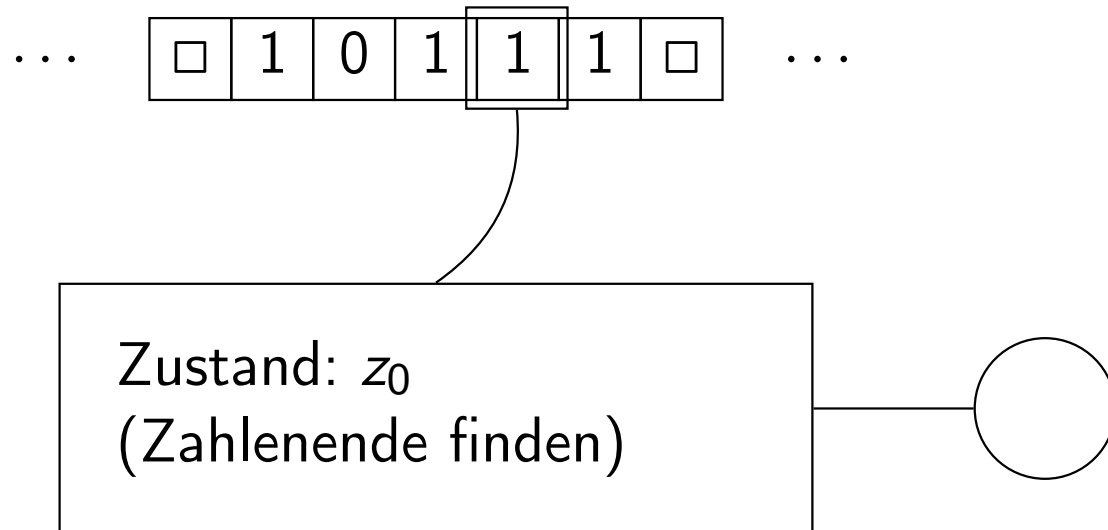 … □ 1 0 1 1 1 □ …
Zustand: z₀
(Zahlenende finden)